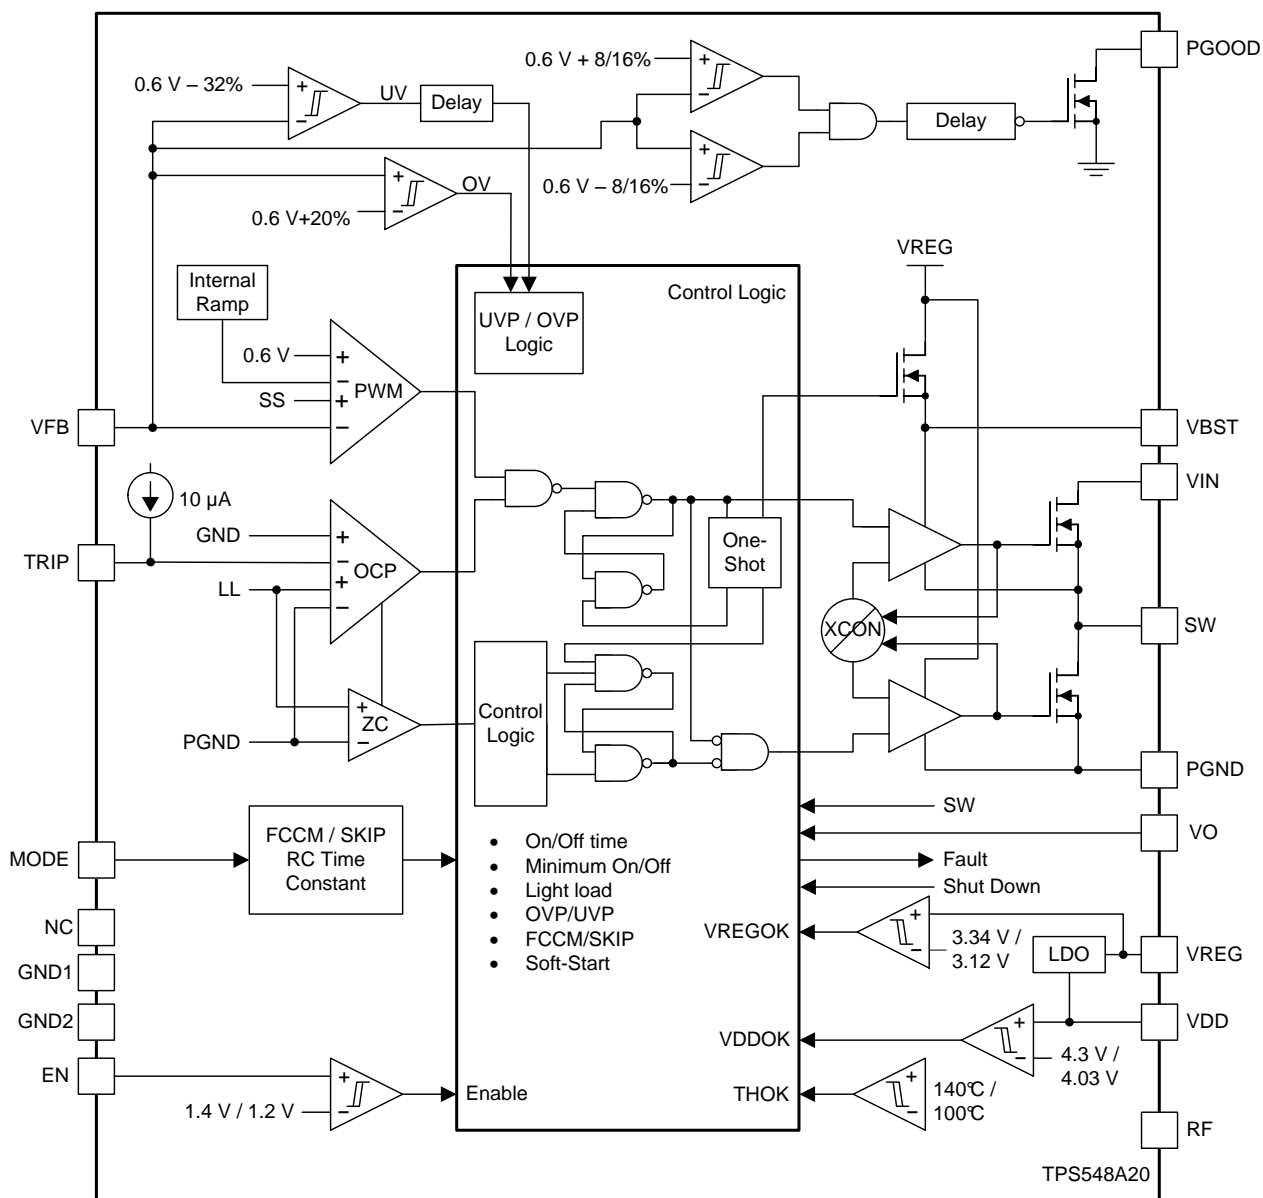 PGOOD
0.6 V + 8/16%
+
−
0.6 V – 32%
+
−
UV
Delay
Delay
+
−
0.6 V – 8/16%
+
−
OV
0.6 V+20%
VREG
Internal
Ramp
Control Logic
UVP / OVP
Logic
0.6 V
+
−
PWM
SS
+
−
VFB
VBST
VIN
10 µA
GND
+
TRIP
−
OCP
LL
+
−
One-
Shot
XCON
SW
+
ZC
−
PGND
Control
Logic
PGND
SW
VO
MODE
FCCM / SKIP
RC Time
Constant
• On/Off time
• Minimum On/Off
• Light load
• OVP/UVP
• FCCM/SKIP
• Soft-Start
Fault
Shut Down
NC
VREGOK
+
−
3.34 V /
3.12 V
LDO
VREG
GND1
GND2
VDDOK
+
−
4.3 V /
4.03 V
VDD
EN
+
−
1.4 V / 1.2 V
Enable
THOK
+
−
140°C /
100°C
RF
TPS548A20